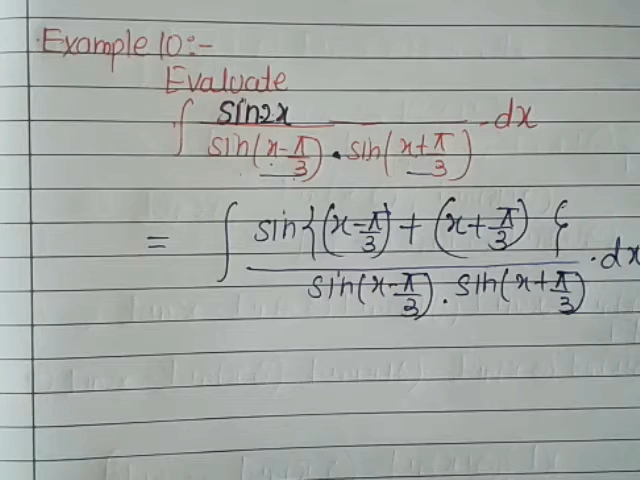 Example 10:-
Evaluate
∫ sin2x / sin(x-π/3) . sin(x+π/3) . dx
= ∫ sin{(x-π/3) + (x+π/3)} / sin(x-π/3) . sin(x+π/3) . dx